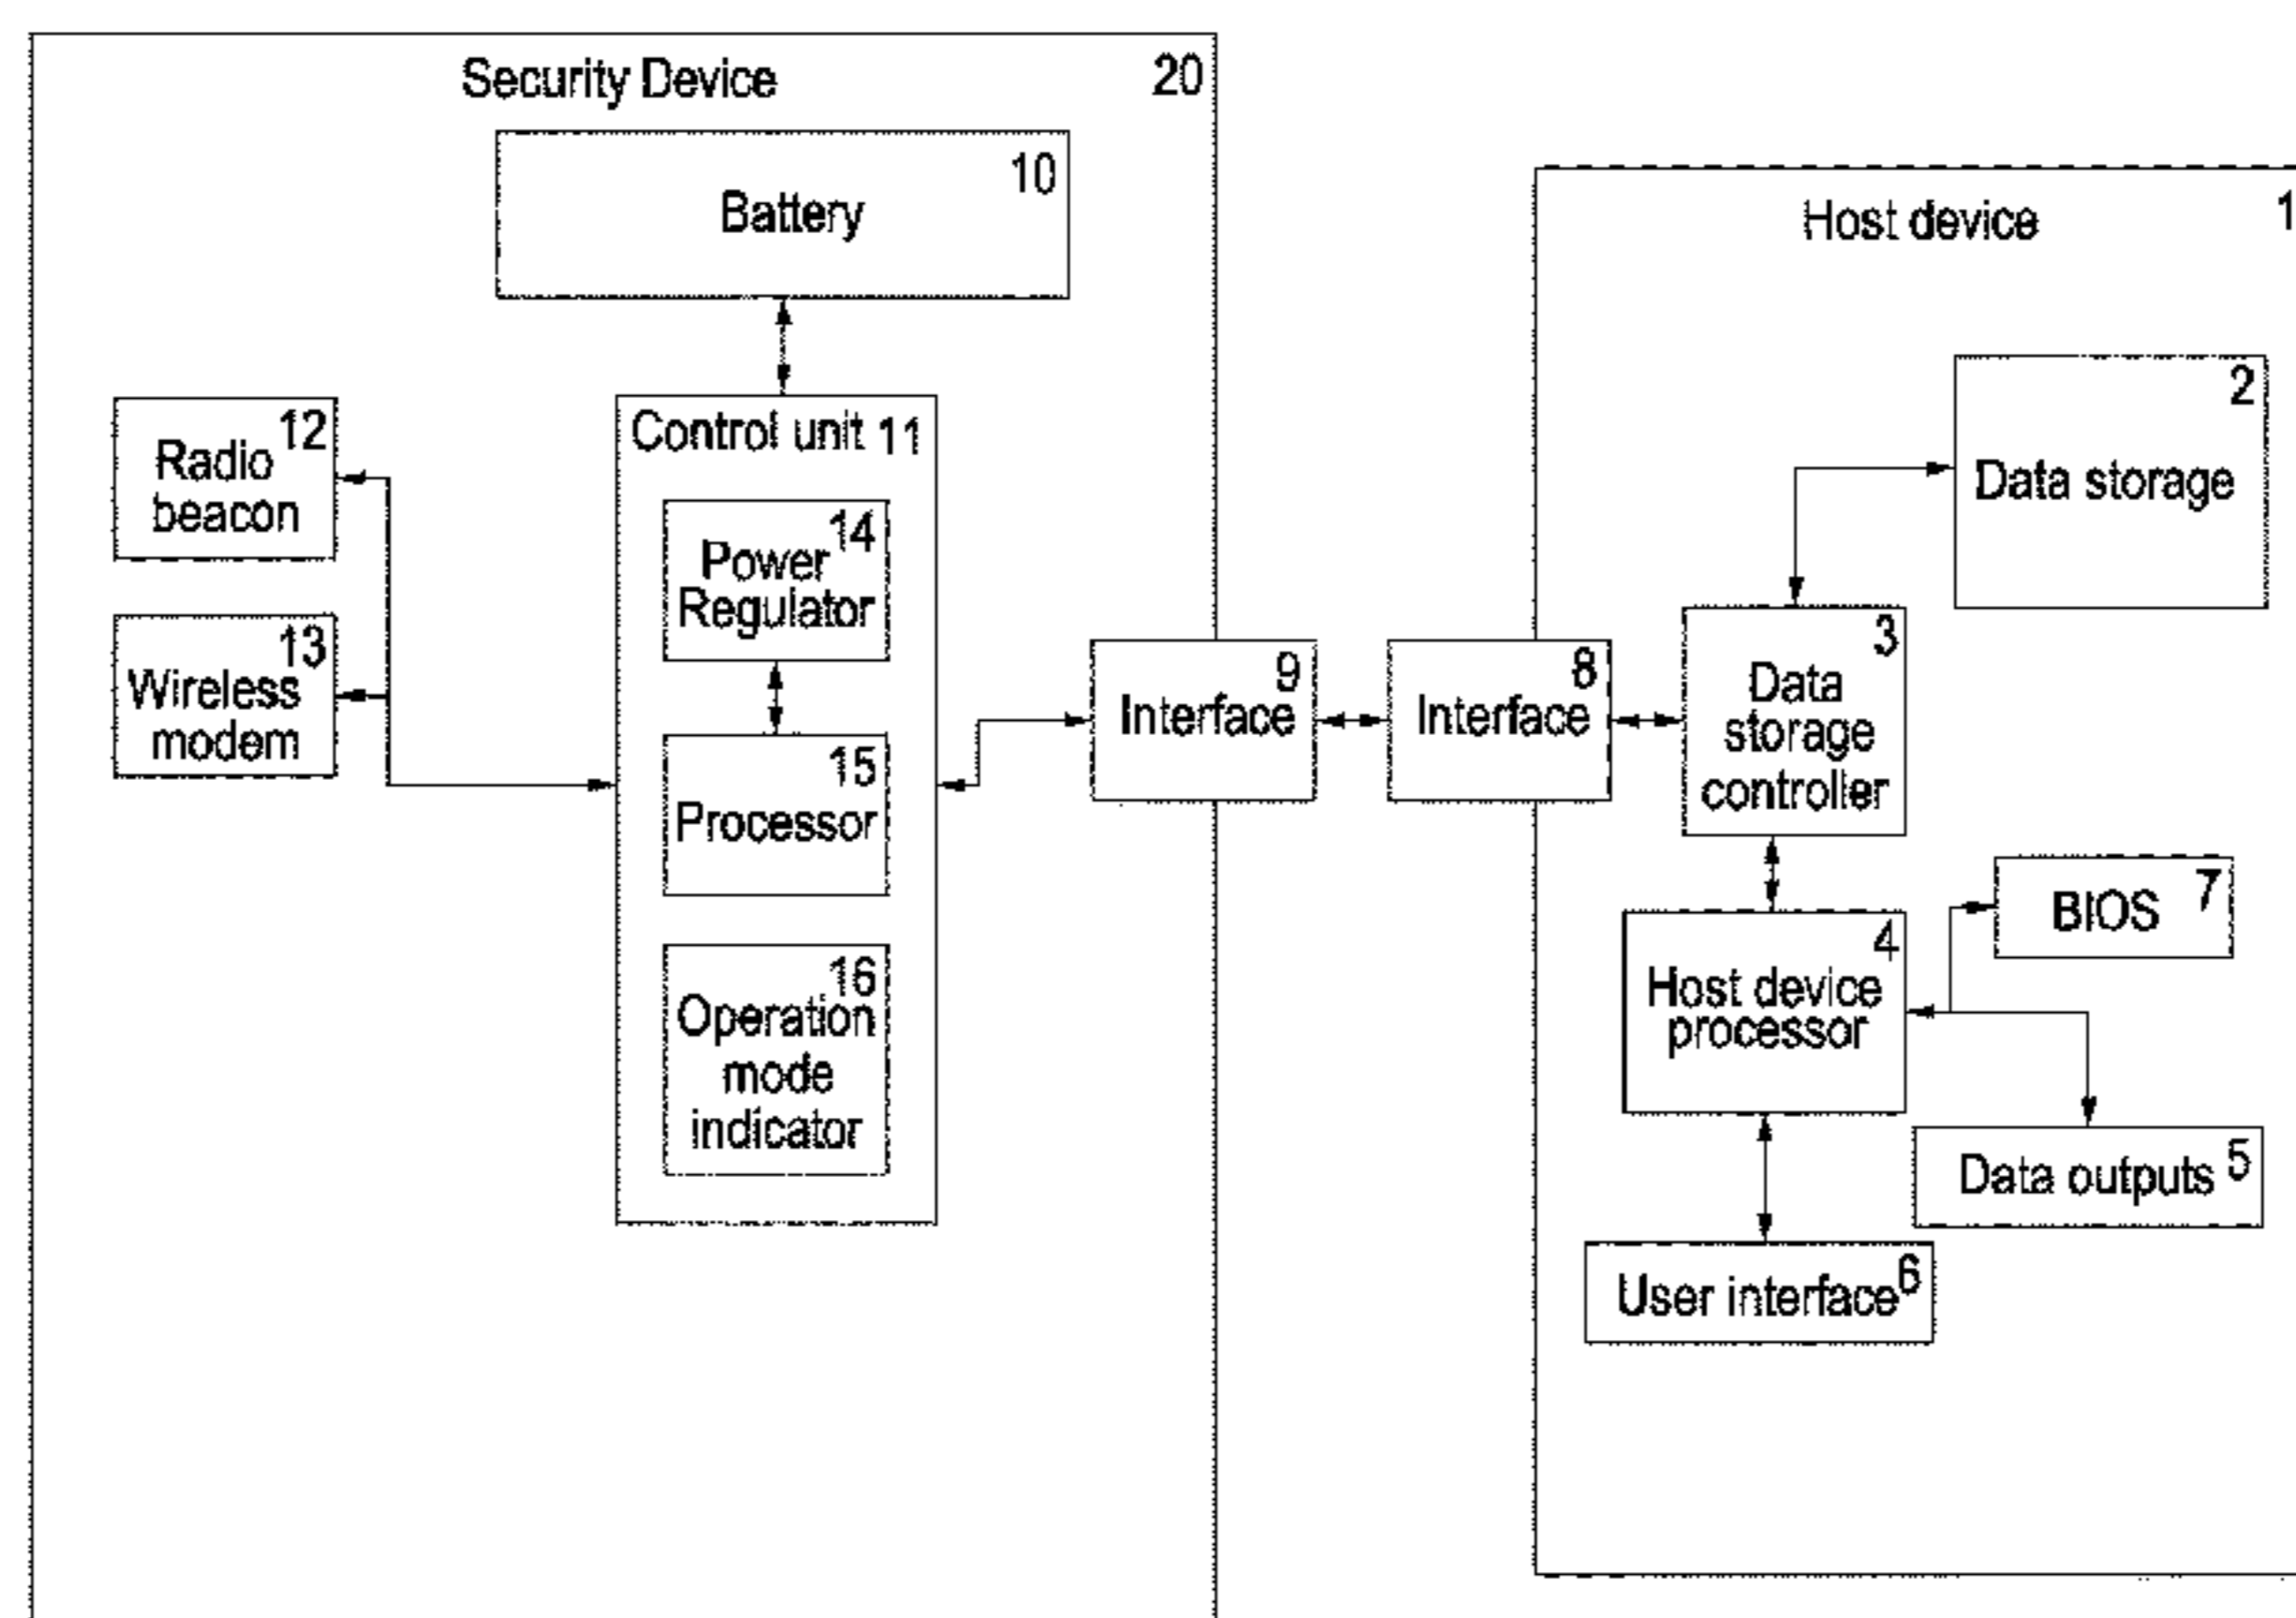 Security Device 20
Battery 10
Control unit 11
Radio 12
beacon
Wireless 13
modem
Power 14
Regulator
Processor 15
Operation 16
mode
indicator
Interface 9
Interface 8
Host device 1
Data storage 2
Data 3
storage
controller
Host device 4
processor
BIOS 7
Data outputs 5
User interface 6